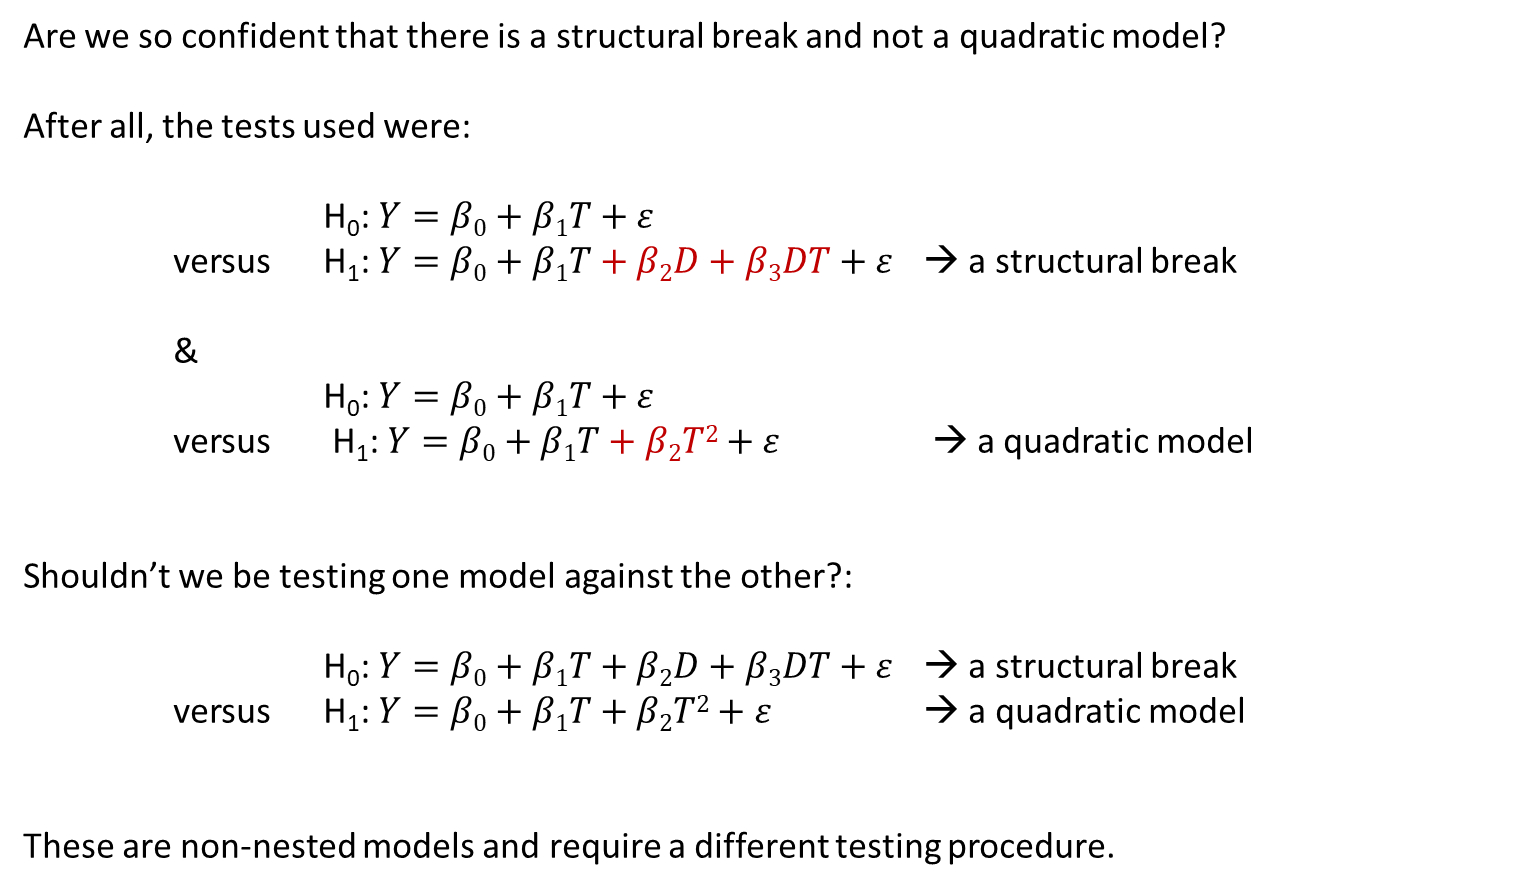 Are we so confident that there is a structural break and not a quadratic model?
After all, the tests used were:
H₀: Y = β₀ + β₁T + ε
versus H₁: Y = β₀ + β₁T + β₂D + β₃DT + ε → a structural break
&
H₀: Y = β₀ + β₁T + ε
versus H₁: Y = β₀ + β₁T + β₂T² + ε → a quadratic model
Shouldn’t we be testing one model against the other?:
H₀: Y = β₀ + β₁T + β₂D + β₃DT + ε → a structural break
versus H₁: Y = β₀ + β₁T + β₂T² + ε → a quadratic model
These are non-nested models and require a different testing procedure.